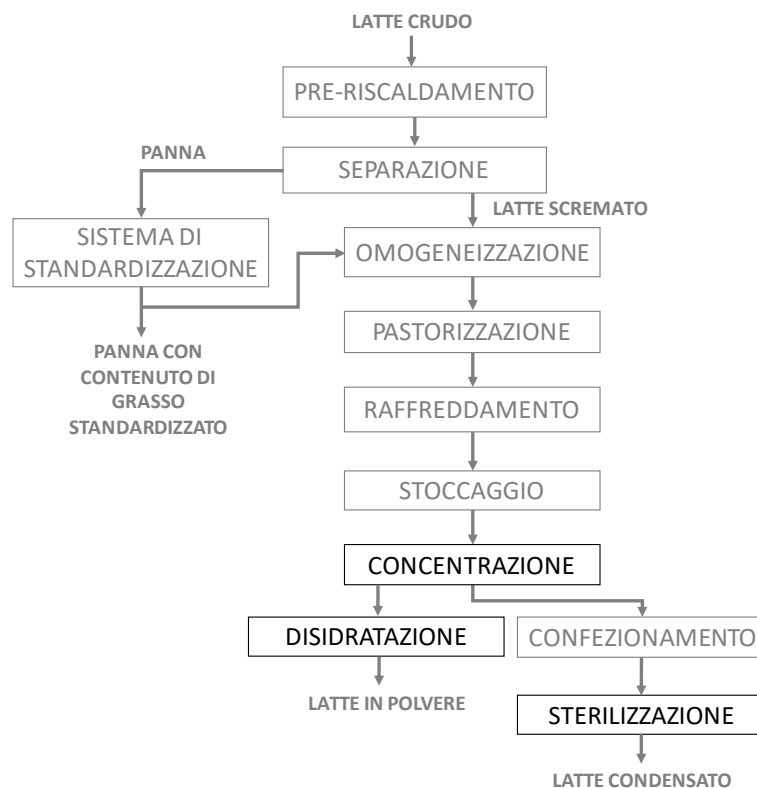 LATTE CRUDO
PRE-RISCALDAMENTO
PANNA
SEPARAZIONE
LATTE SCREMATO
SISTEMA DI
STANDARDIZZAZIONE
OMOGENEIZZAZIONE
PASTORIZZAZIONE
PANNA CON
CONTENUTO DI
GRASSO
STANDARDIZZATO
RAFFREDDAMENTO
STOCCAGGIO
CONCENTRAZIONE
DISIDRATAZIONE
CONFEZIONAMENTO
LATTE IN POLVERE
STERILIZZAZIONE
LATTE CONDENSATO